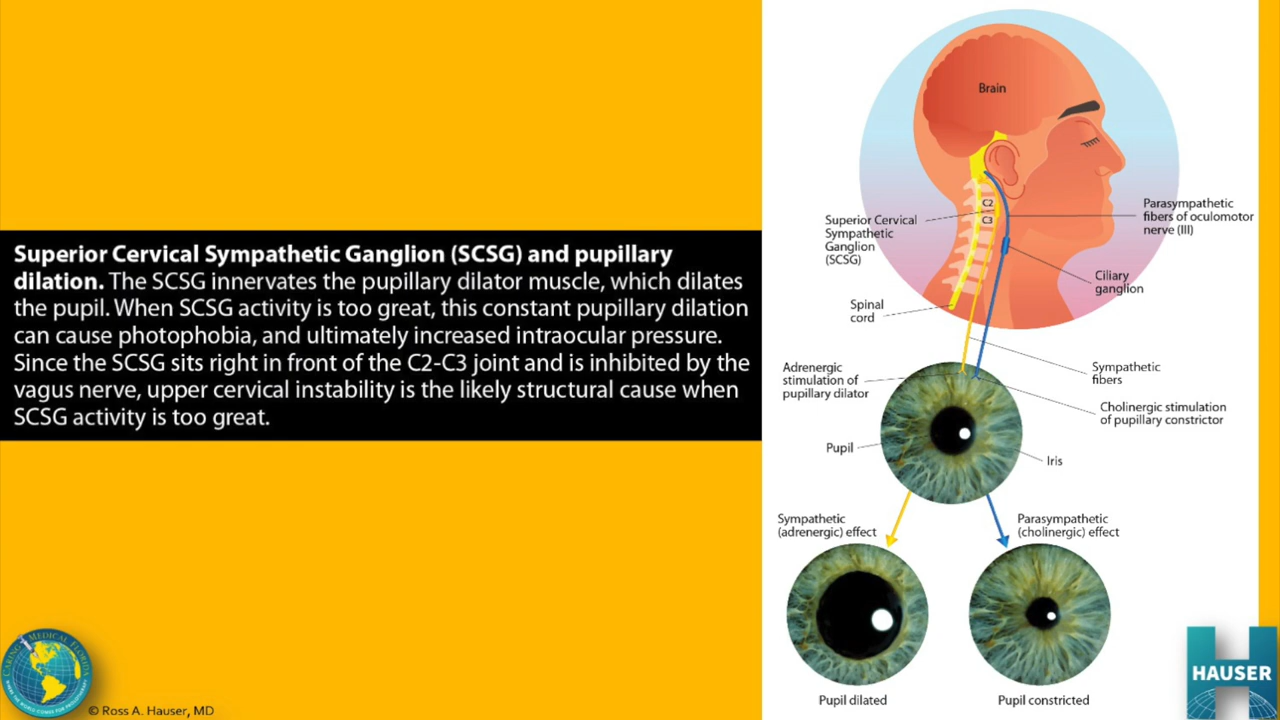 Superior Cervical Sympathetic Ganglion (SCSG) and pupillary
dilation. The SCSG innervates the pupillary dilator muscle, which dilates
the pupil. When SCSG activity is too great, this constant pupillary dilation
can cause photophobia, and ultimately increased intraocular pressure.
Since the SCSG sits right in front of the C2-C3 joint and is inhibited by the
vagus nerve, upper cervical instability is the likely structural cause when
SCSG activity is too great.
Brain
C2
C3
Superior Cervical
Sympathetic
Ganglion
(SCSG)
Parasympathetic
fibers of oculomotor
nerve (III)
Ciliary
ganglion
Spinal
cord
Adrenergic
stimulation of
pupillary dilator
Sympathetic
fibers
Cholinergic stimulation
of pupillary constrictor
Pupil
Iris
Sympathetic
(adrenergic) effect
Parasympathetic
(cholinergic) effect
Pupil dilated
Pupil constricted
CARING MEDICAL FLORIDA
© Ross A. Hauser, MD
H
HAUSER